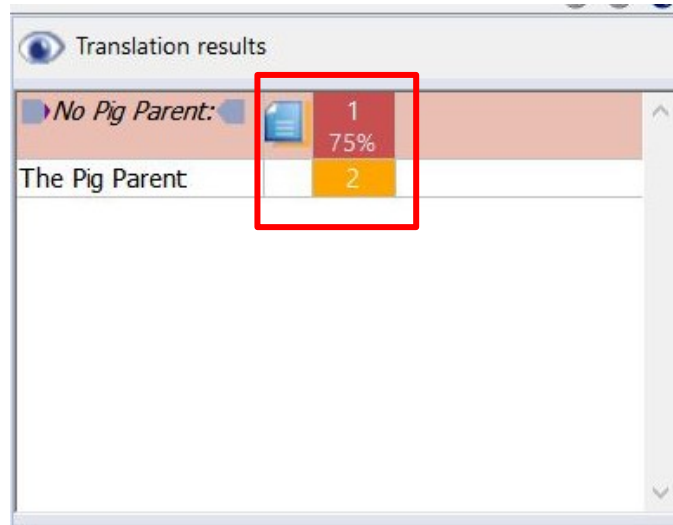 Translation results
No Pig Parent: 1
75%
The Pig Parent 2